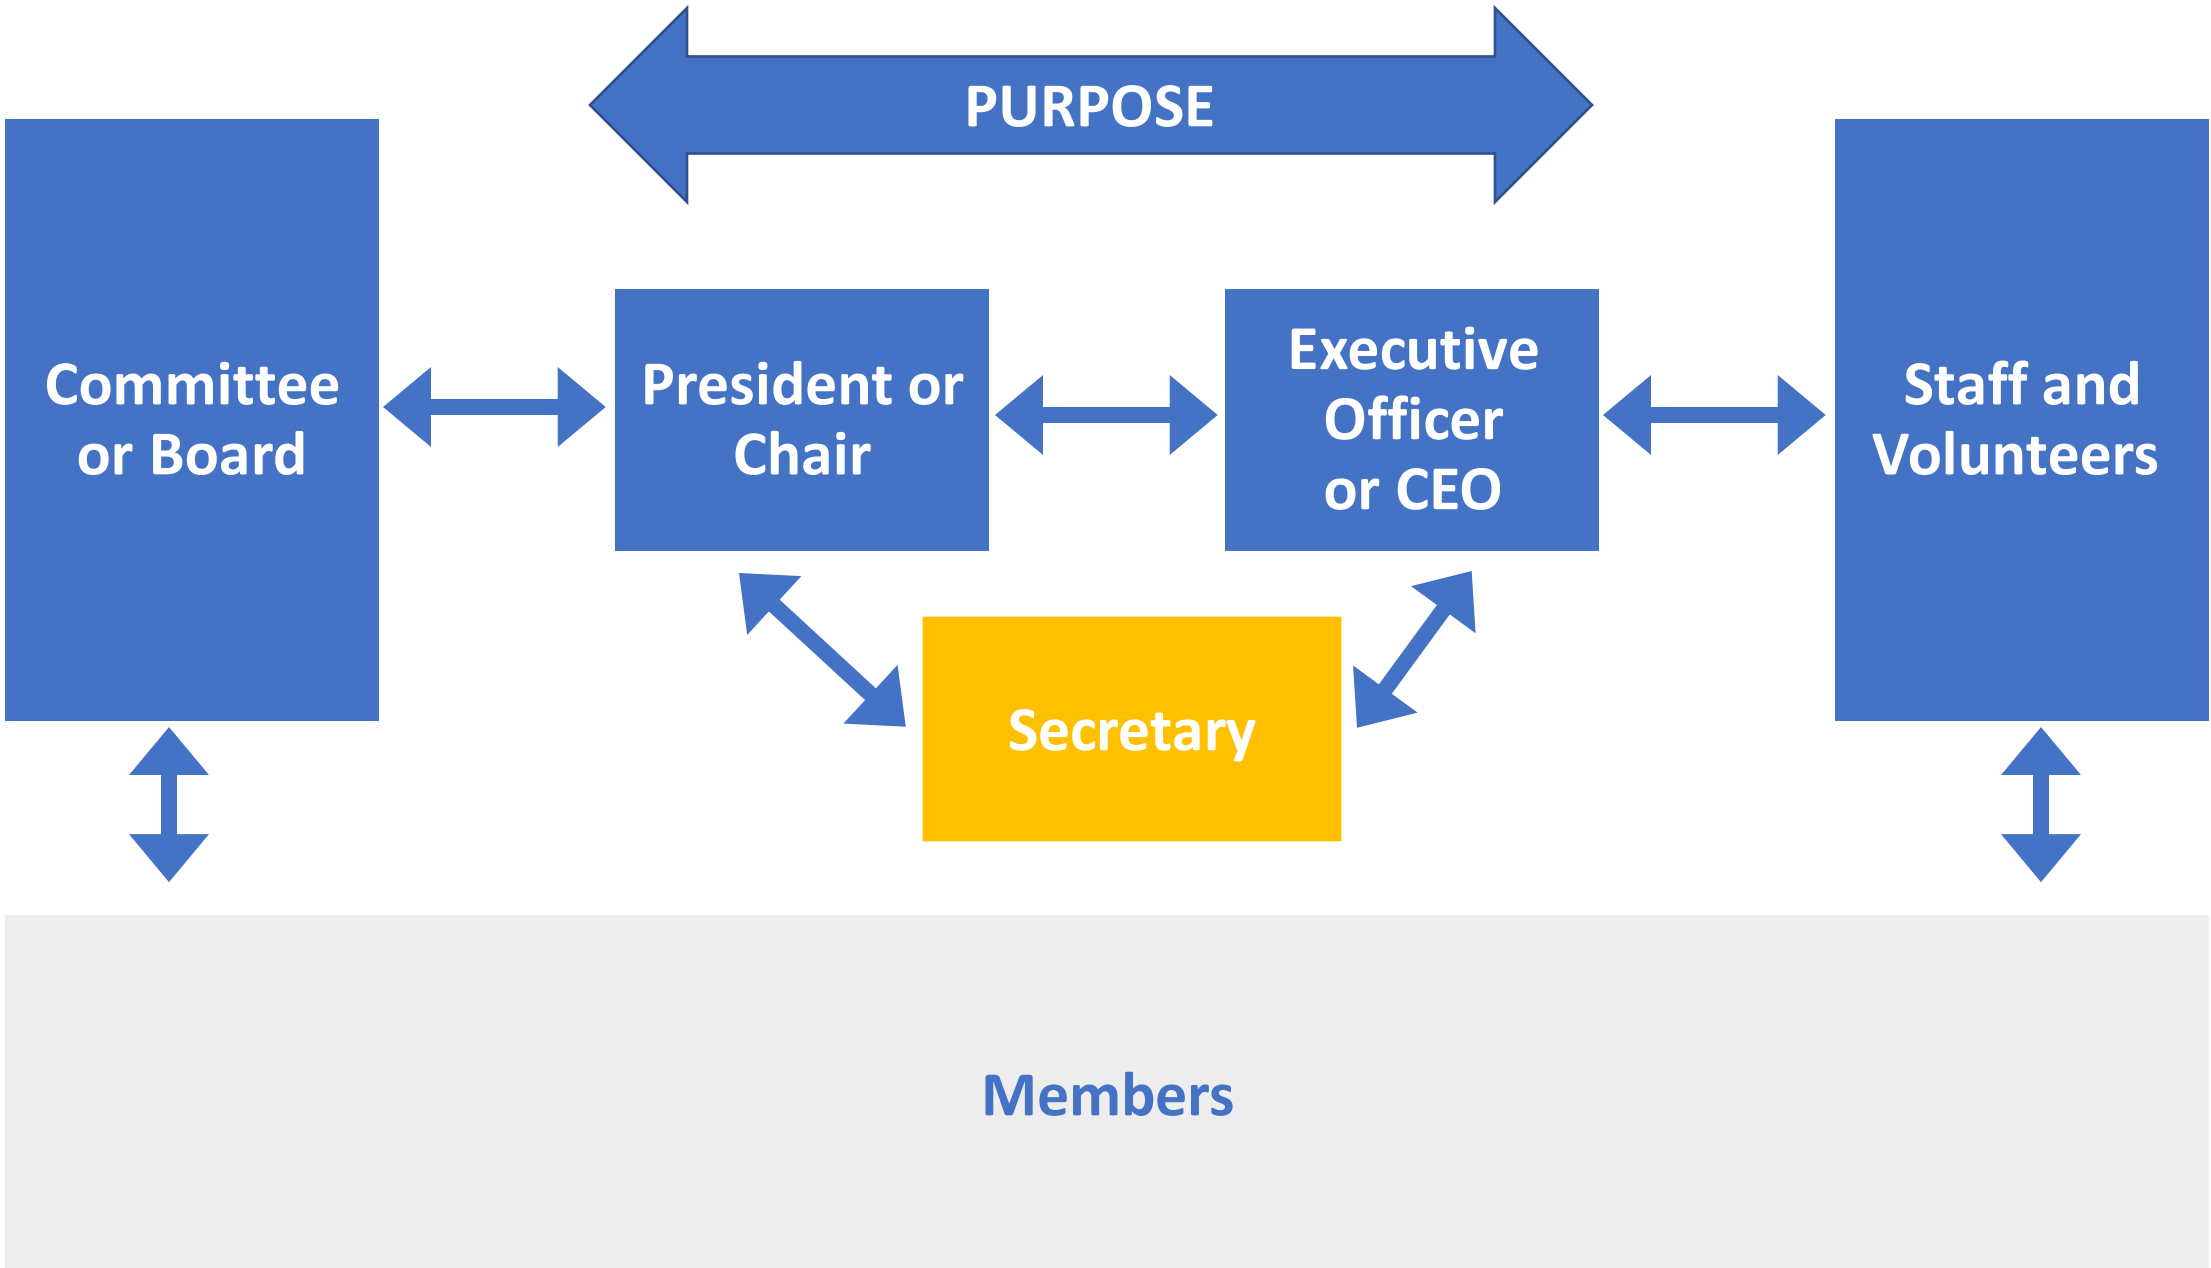 PURPOSE
Committee
or Board
President or
Chair
Executive
Officer
or CEO
Staff and
Volunteers
Secretary
Members